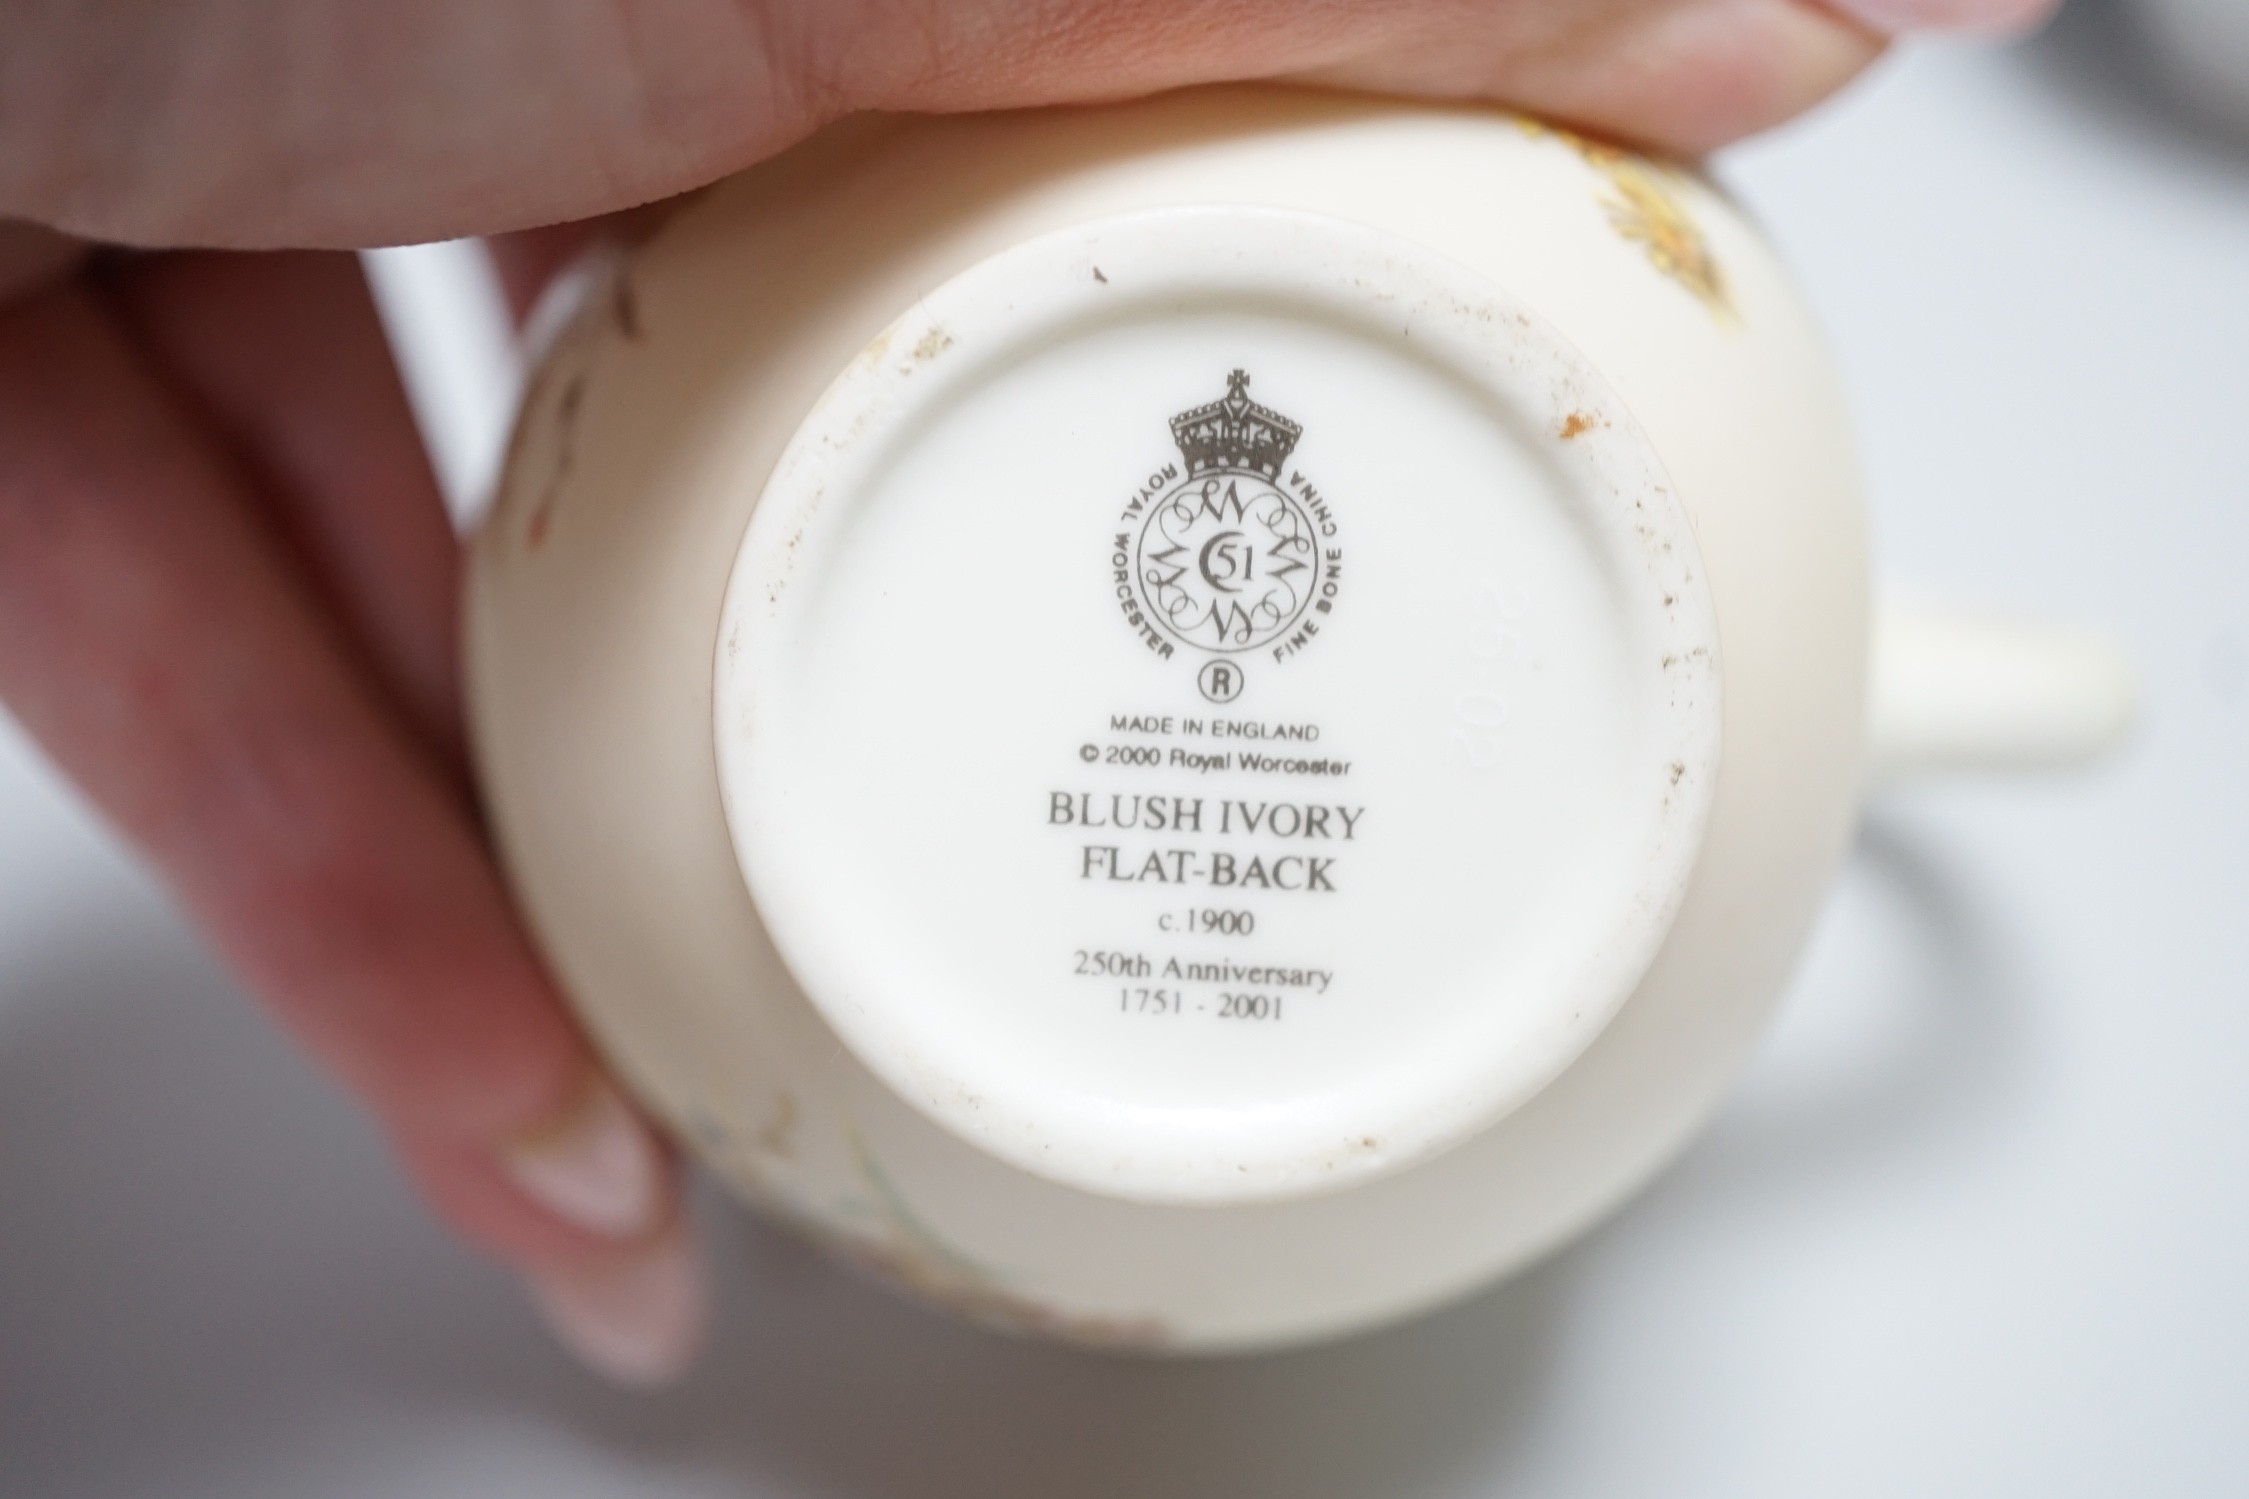 ROYAL WORCESTER
FINE BONE CHINA
51
R
MADE IN ENGLAND
© 2000 Royal Worcester
BLUSH IVORY
FLAT-BACK
c.1900
250th Anniversary
1751 - 2001